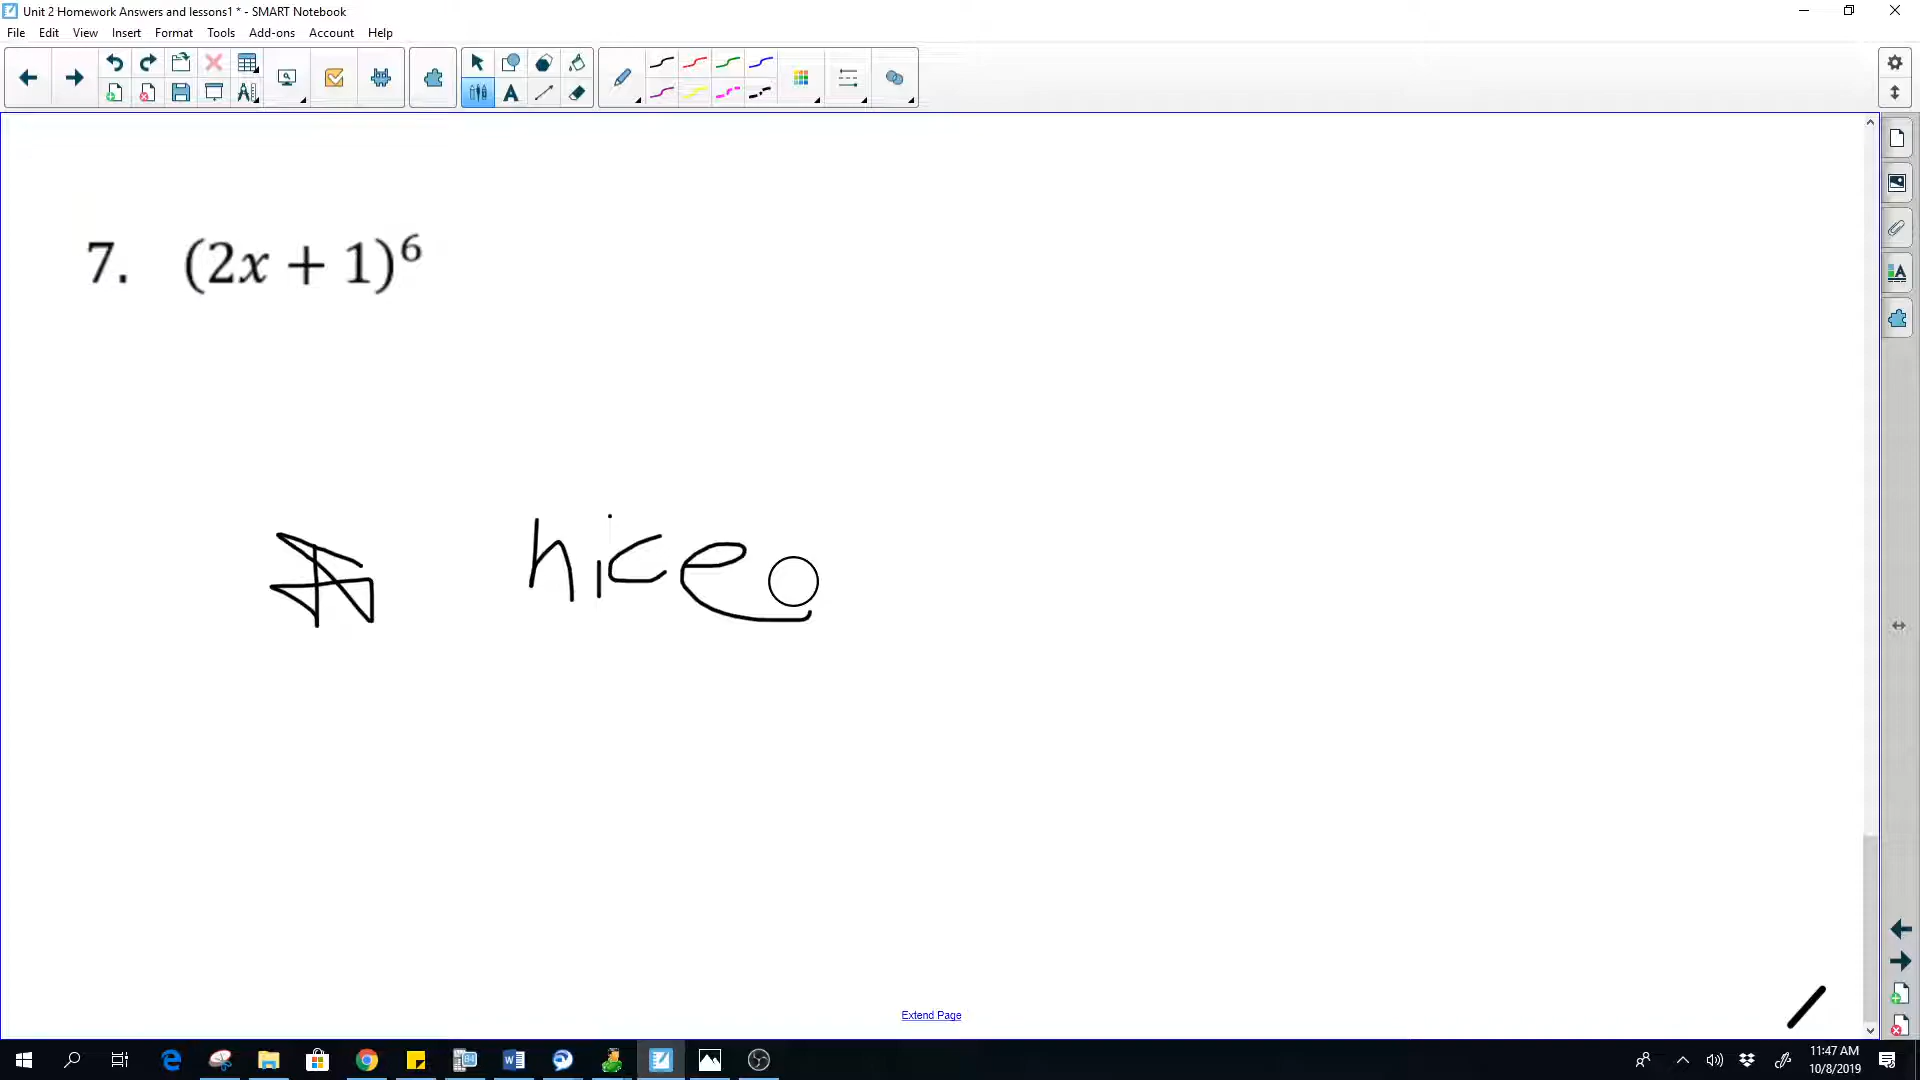 Unit 2 Homework Answers and lessons1 * - SMART Notebook
File Edit View Insert Format Tools Add-ons Account Help
7. (2x + 1)⁶
nice
Extend Page
11:47 AM
10/8/2019